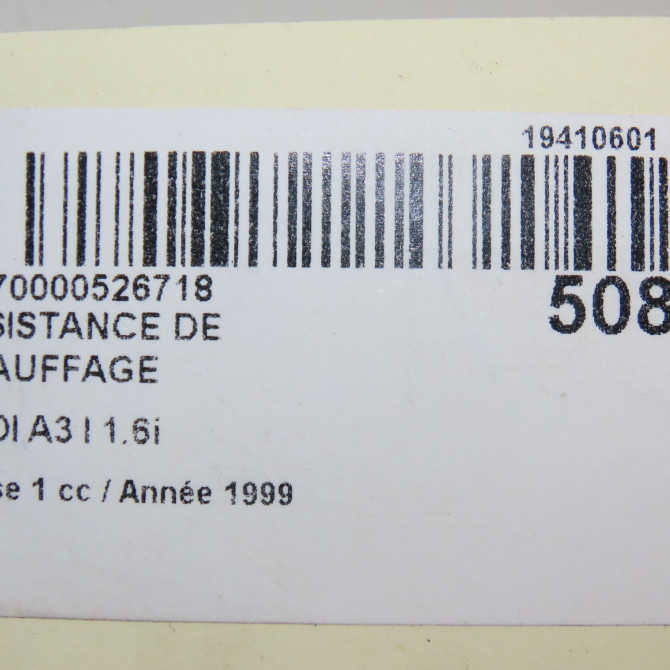 19410601
70000526718
508
SISTANCE DE
AUFFAGE
DI A3 I 1.6i
se 1 cc / Année 1999